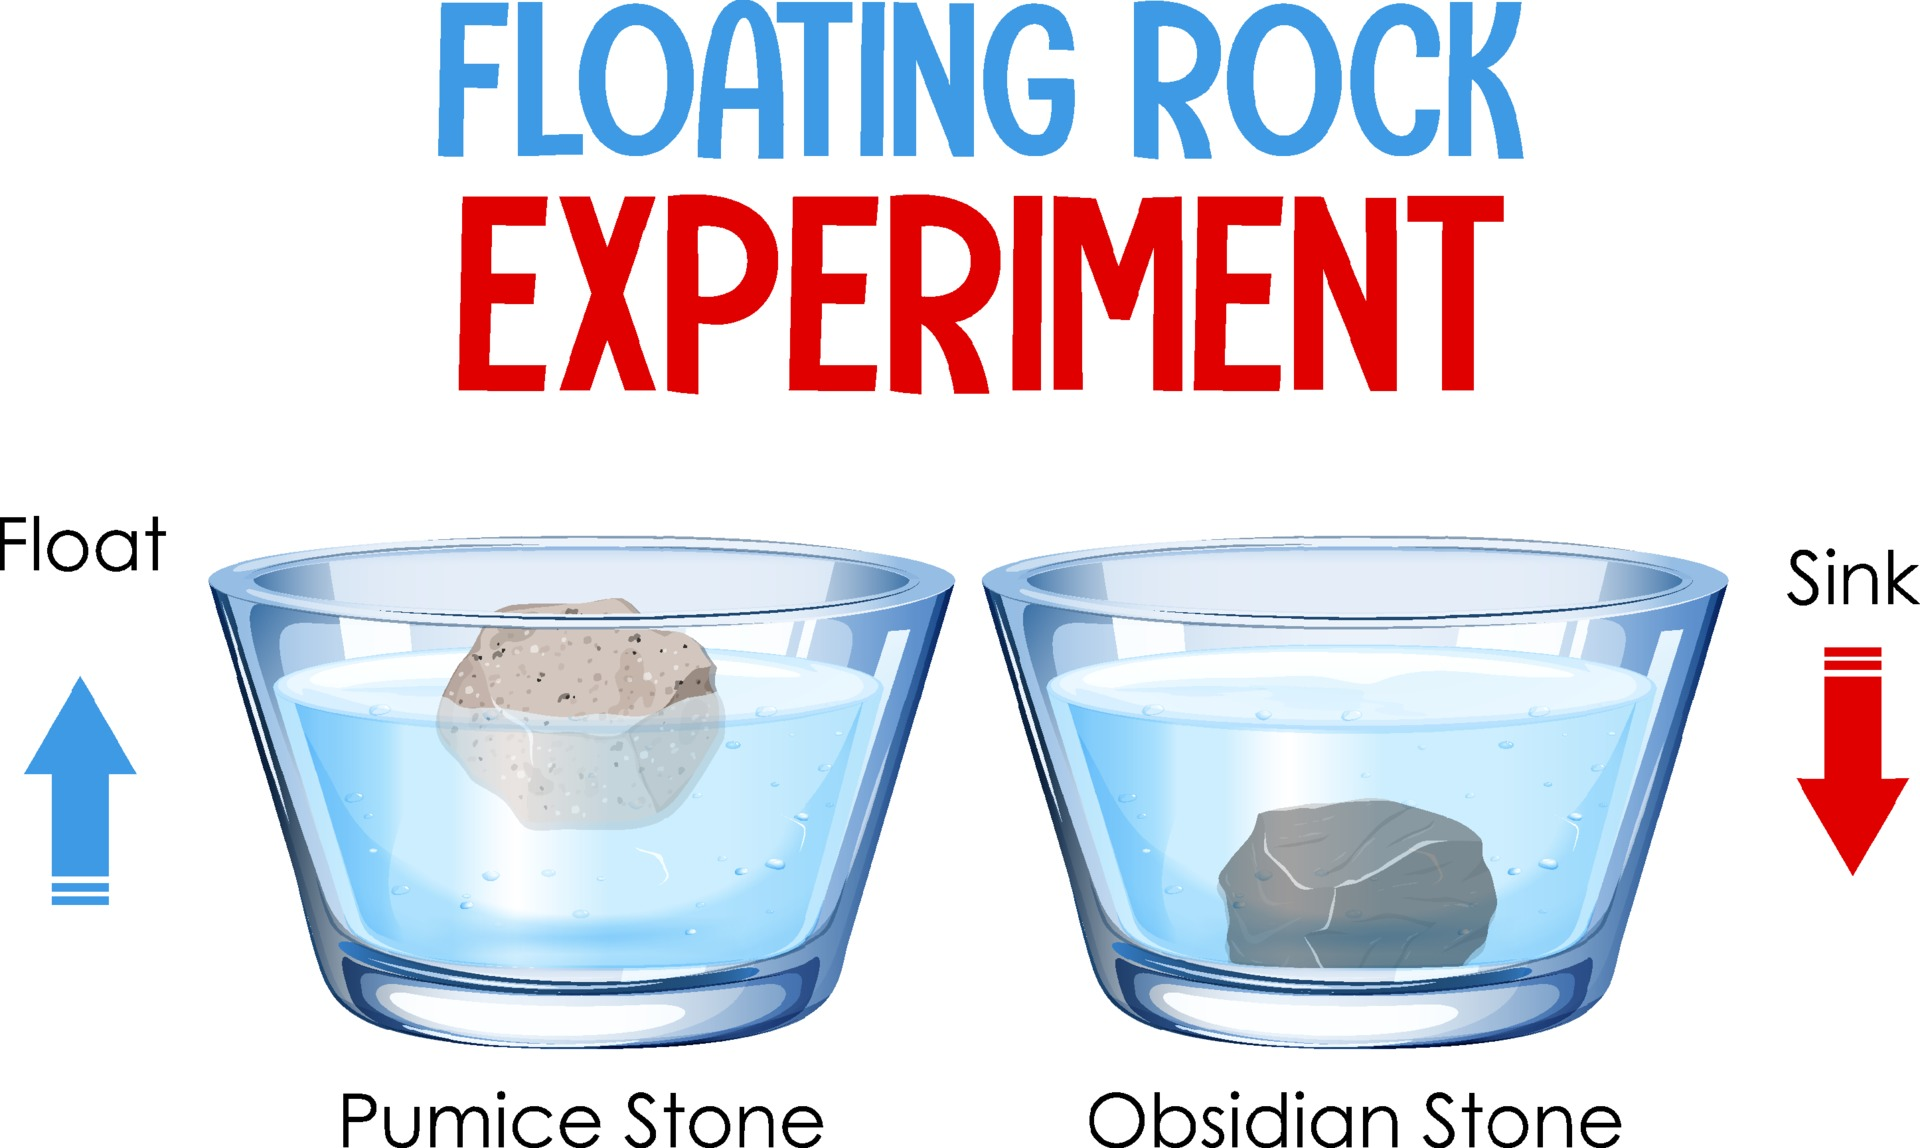 FLOATING ROCK
EXPERIMENT
Float
Sink
Pumice Stone
Obsidian Stone